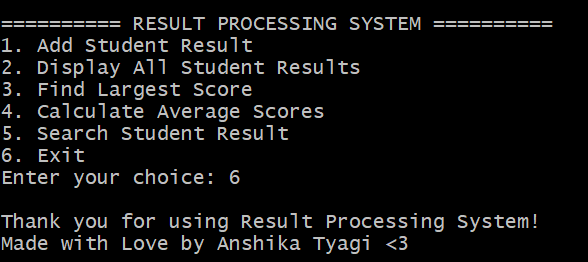 ========== RESULT PROCESSING SYSTEM ==========
1. Add Student Result
2. Display All Student Results
3. Find Largest Score
4. Calculate Average Scores
5. Search Student Result
6. Exit
Enter your choice: 6
Thank you for using Result Processing System!
Made with Love by Anshika Tyagi <3